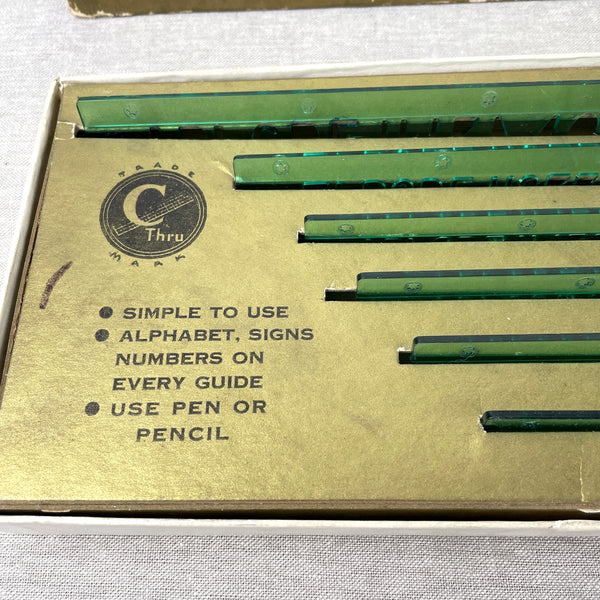 TRADE
C
Thru
MARK
● SIMPLE TO USE
● ALPHABET, SIGNS
NUMBERS ON
EVERY GUIDE
● USE PEN OR
PENCIL